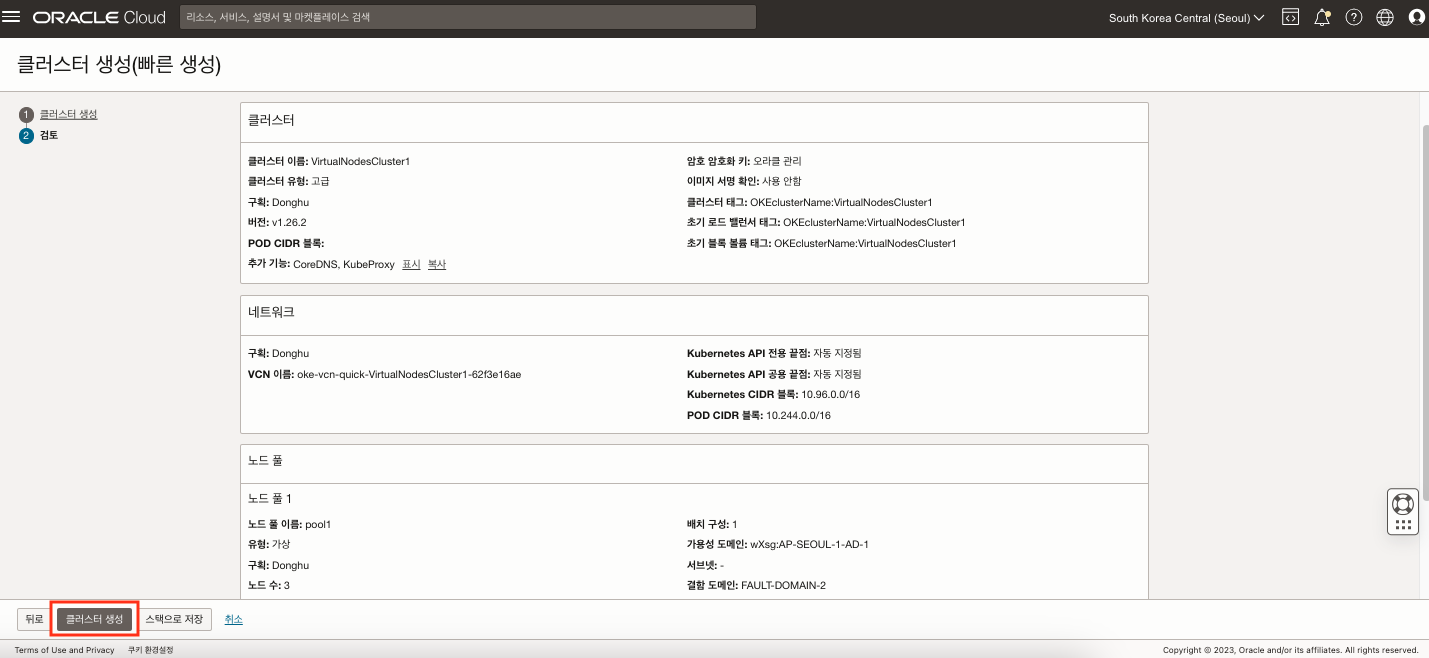 ORACLE Cloud
리소스, 서비스, 설명서 및 마켓플레이스 검색
South Korea Central (Seoul)
클러스터 생성(빠른 생성)
1 클러스터 생성
2 검토
클러스터
클러스터 이름: VirtualNodesCluster1
클러스터 유형: 고급
구획: Donghu
버전: v1.26.2
POD CIDR 블록:
추가 기능: CoreDNS, KubeProxy 표시 복사
암호 암호화 키: 오라클 관리
이미지 서명 확인: 사용 안함
클러스터 태그: OKEclusterName:VirtualNodesCluster1
초기 로드 밸런서 태그: OKEclusterName:VirtualNodesCluster1
초기 블록 볼륨 태그: OKEclusterName:VirtualNodesCluster1
네트워크
구획: Donghu
VCN 이름: oke-vcn-quick-VirtualNodesCluster1-62f3e16ae
Kubernetes API 전용 끝점: 자동 지정됨
Kubernetes API 공용 끝점: 자동 지정됨
Kubernetes CIDR 블록: 10.96.0.0/16
POD CIDR 블록: 10.244.0.0/16
노드 풀
노드 풀 1
노드 풀 이름: pool1
유형: 가상
구획: Donghu
노드 수: 3
배치 구성: 1
가용성 도메인: wXsg:AP-SEOUL-1-AD-1
서브넷: -
결함 도메인: FAULT-DOMAIN-2
뒤로 클러스터 생성 스택으로 저장 취소
Terms of Use and Privacy 쿠키 환경설정
Copyright © 2023, Oracle and/or its affiliates. All rights reserved.